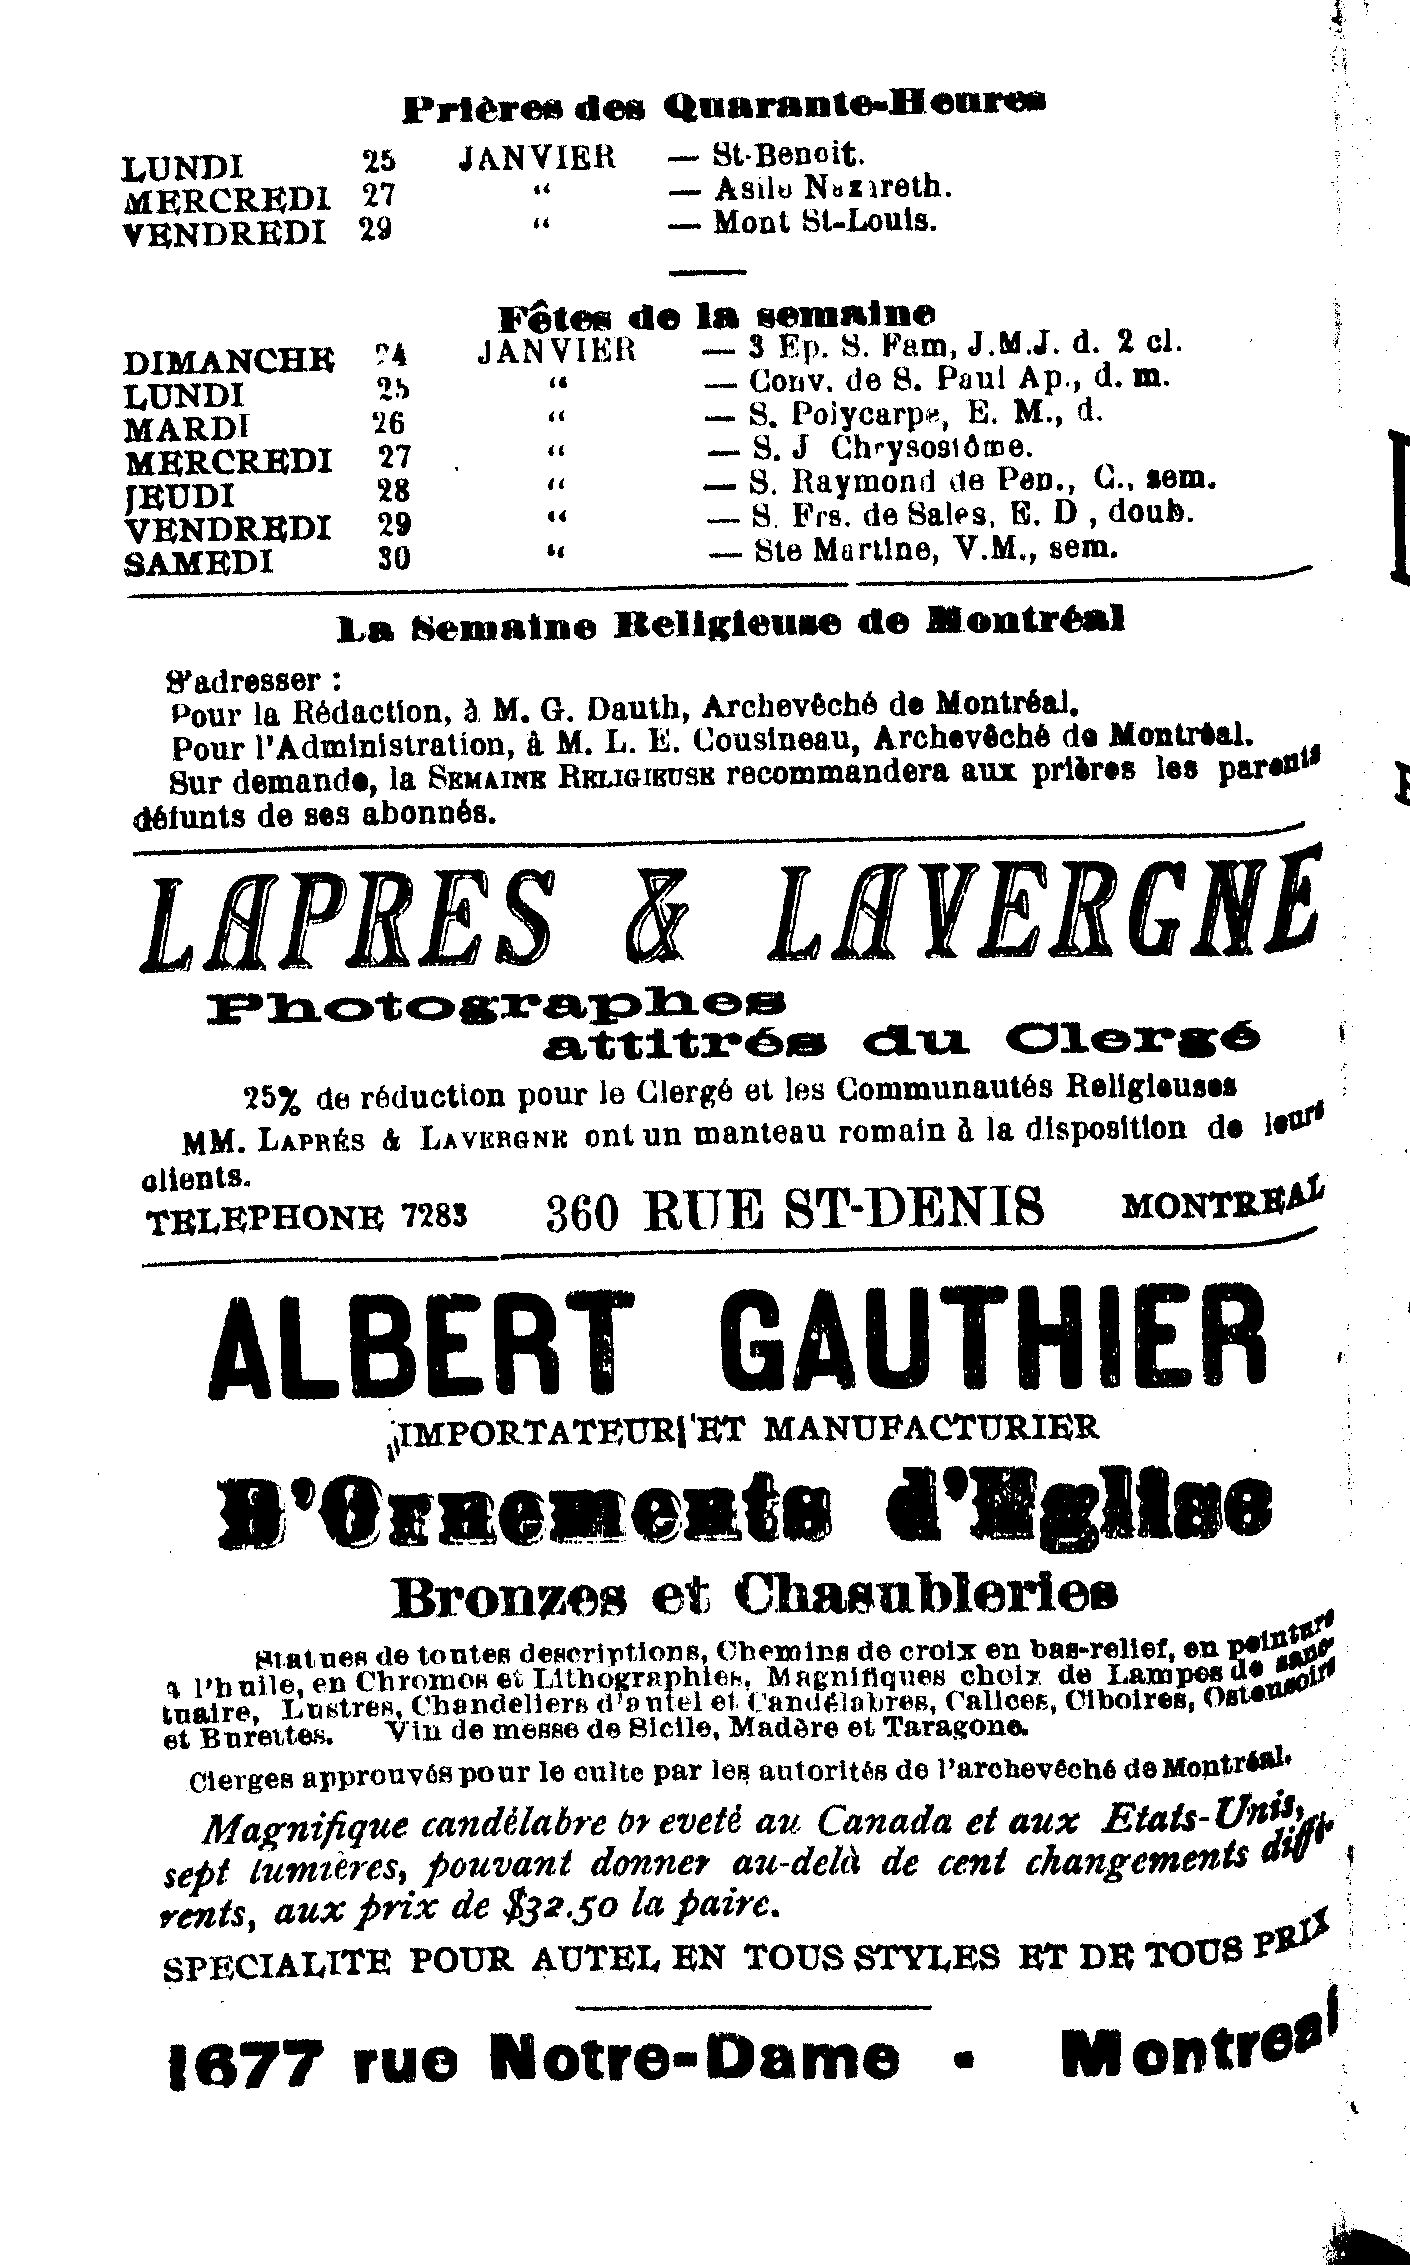 Prières des Quarante-Heures
LUNDI 25 JANVIER — St-Benoit.
MERCREDI 27 “ — Asile Nazareth.
VENDREDI 29 “ — Mont St-Louis.
Fêtes de la semaine
DIMANCHE 24 JANVIER — 3 Ep. S. Fam, J.M.J. d. 2 cl.
LUNDI 25 “ — Conv. de S. Paul Ap., d. m.
MARDI 26 “ — S. Polycarpe, E. M., d.
MERCREDI 27 “ — S. J Chrysostôme.
JEUDI 28 “ — S. Raymond de Pen., C., sem.
VENDREDI 29 “ — S. Frs. de Sales, E. D , doub.
SAMEDI 30 “ — Ste Martine, V.M., sem.
La Semaine Religieuse de Montréal
S'adresser :
Pour la Rédaction, à M. G. Dauth, Archevêché de Montréal.
Pour l'Administration, à M. L. E. Cousineau, Archevêché de Montréal.
Sur demande, la SEMAINE RELIGIEUSE recommandera aux prières les parents
défunts de ses abonnés.
LAPRES & LAVERGNE
Photographes
attitrés du Clergé
25% de réduction pour le Clergé et les Communautés Religieuses
MM. LAPRÉS & LAVERGNE ont un manteau romain à la disposition de leurs
clients.
TELEPHONE 7283 360 RUE ST-DENIS MONTREAL
ALBERT GAUTHIER
IMPORTATEUR ET MANUFACTURIER
D'Ornements d'Eglise
Bronzes et Chasubleries
Statues de toutes descriptions, Chemins de croix en bas-relief, en peinture
à l'huile, en Chromos et Lithographies, Magnifiques choix de Lampes de sanc-
tuaire, Lustres, Chandeliers d'autel et Candélabres, Calices, Ciboires, Ostensoirs
et Burettes. Vin de messe de Sicile, Madère et Taragone.
Cierges approuvés pour le culte par les autorités de l'archevêché de Montréal.
Magnifique candélabre breveté au Canada et aux Etats-Unis,
sept lumières, pouvant donner au-delà de cent changements diffé-
rents, aux prix de $32.50 la paire.
SPECIALITE POUR AUTEL EN TOUS STYLES ET DE TOUS PRIX
1677 rue Notre-Dame - Montreal